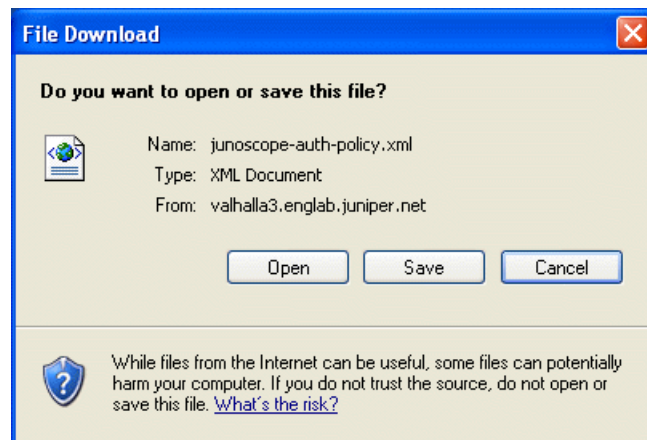 File Download
Do you want to open or save this file?
Name: junoscope-auth-policy.xml
Type: XML Document
From: valhalla3.englab.juniper.net
Open Save Cancel
While files from the Internet can be useful, some files can potentially
harm your computer. If you do not trust the source, do not open or
save this file. What's the risk?